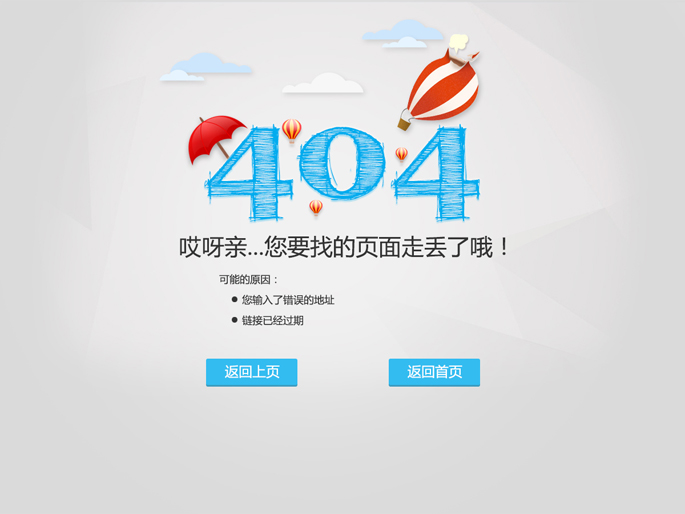 404
哎呀亲...您要找的页面走丢了哦！
可能的原因：
● 您输入了错误的地址
● 链接已经过期
返回上页
返回首页